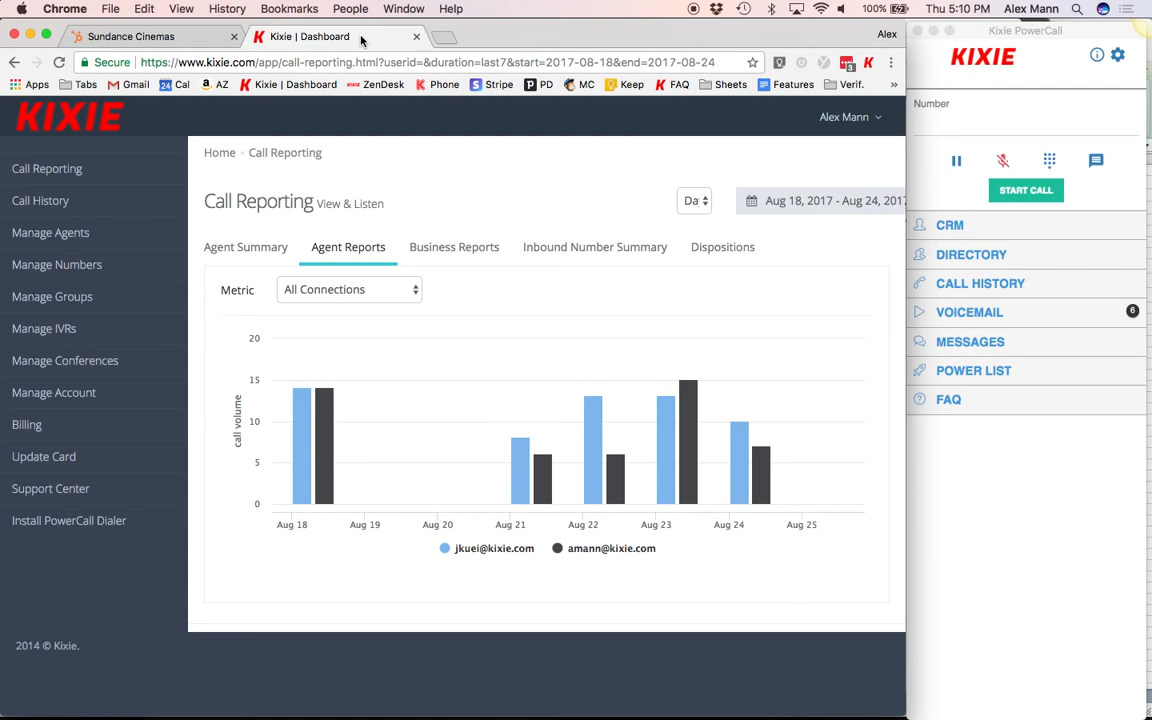 Chrome File Edit View History Bookmarks People Window Help 100% Thu 5:10 PM Alex Mann
Sundance Cinemas Kixie | Dashboard Alex
Kixie PowerCall
Secure https://www.kixie.com/app/call-reporting.html?userid=&duration=last7&start=2017-08-18&end=2017-08-24
Apps Tabs Gmail 24 Cal AZ Kixie | Dashboard ZenDesk Phone Stripe PD MC Keep FAQ Sheets Features Verif. »
KIXIE
Alex Mann
Call Reporting
Call History
Manage Agents
Manage Numbers
Manage Groups
Manage IVRs
Manage Conferences
Manage Account
Billing
Update Card
Support Center
Install PowerCall Dialer
2014 © Kixie.
Home Call Reporting
Call Reporting View & Listen
Da Aug 18, 2017 - Aug 24, 2017
Agent Summary Agent Reports Business Reports Inbound Number Summary Dispositions
Metric All Connections
20
15
10
5
0
call volume
Aug 18 Aug 19 Aug 20 Aug 21 Aug 22 Aug 23 Aug 24 Aug 25
jkuei@kixie.com amann@kixie.com
KIXIE
Number
START CALL
CRM
DIRECTORY
CALL HISTORY
VOICEMAIL 6
MESSAGES
POWER LIST
FAQ